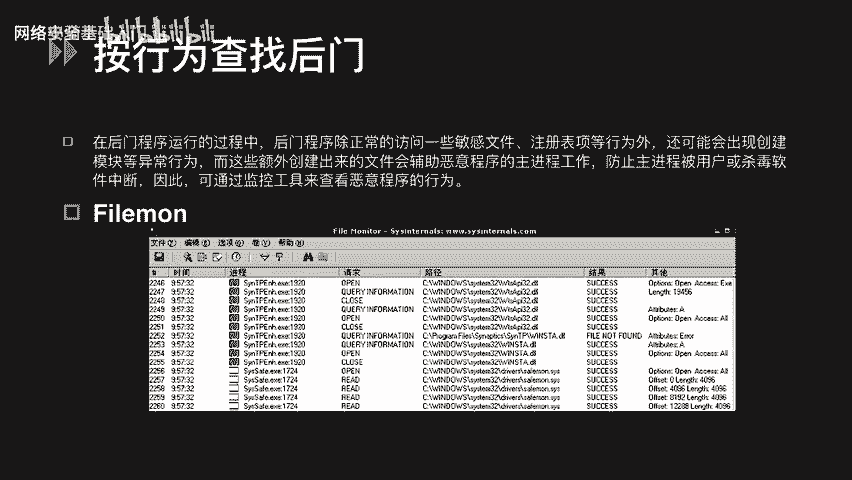 网络安全基础入门
按行为查找后门
在后门程序运行的过程中，后门程序除正常的访问一些敏感文件、注册表项等行为外，还可能会出现创建
模块等异常行为，而这些额外创建出来的文件会辅助恶意程序的主进程工作，防止主进程被用户或杀毒软
件中断，因此，可通过监控工具来查看恶意程序的行为。
Filemon
File Monitor - Sysinternals: www.sysinternals.com
文件(F) 编辑(E) 选项(O) 卷(V) 帮助(H)
# 时间 进程 请求 路径 结果 其他
2246 9:57:32 SynTPEnh.exe:1920 OPEN C:\WINDOWS\system32\WtsApi32.dll SUCCESS Options: Open Access: Exe
2247 9:57:32 SynTPEnh.exe:1920 QUERY INFORMATION C:\WINDOWS\system32\WtsApi32.dll SUCCESS Length: 19456
2248 9:57:32 SynTPEnh.exe:1920 CLOSE C:\WINDOWS\system32\WtsApi32.dll SUCCESS
2249 9:57:32 SynTPEnh.exe:1920 QUERY INFORMATION C:\WINDOWS\system32\WtsApi32.dll SUCCESS Attributes: A
2250 9:57:32 SynTPEnh.exe:1920 OPEN C:\WINDOWS\system32\WtsApi32.dll SUCCESS Options: Open Access: All
2251 9:57:32 SynTPEnh.exe:1920 CLOSE C:\WINDOWS\system32\WtsApi32.dll SUCCESS
2252 9:57:32 SynTPEnh.exe:1920 QUERY INFORMATION C:\Program Files\Synaptics\SynTP\WINSTA.dll FILE NOT FOUND Attributes: Error
2253 9:57:32 SynTPEnh.exe:1920 QUERY INFORMATION C:\WINDOWS\system32\WINSTA.dll SUCCESS Attributes: A
2254 9:57:32 SynTPEnh.exe:1920 OPEN C:\WINDOWS\system32\WINSTA.dll SUCCESS Options: Open Access: All
2255 9:57:32 SynTPEnh.exe:1920 CLOSE C:\WINDOWS\system32\WINSTA.dll SUCCESS
2256 9:57:32 SysSafe.exe:1724 OPEN C:\WINDOWS\system32\drivers\safemon.sys SUCCESS Options: Open Access: All
2257 9:57:32 SysSafe.exe:1724 READ C:\WINDOWS\system32\drivers\safemon.sys SUCCESS Offset: 0 Length: 4096
2258 9:57:32 SysSafe.exe:1724 READ C:\WINDOWS\system32\drivers\safemon.sys SUCCESS Offset: 4096 Length: 4096
2259 9:57:32 SysSafe.exe:1724 READ C:\WINDOWS\system32\drivers\safemon.sys SUCCESS Offset: 8192 Length: 4096
2260 9:57:32 SysSafe.exe:1724 READ C:\WINDOWS\system32\drivers\safemon.sys SUCCESS Offset: 12288 Length: 4096